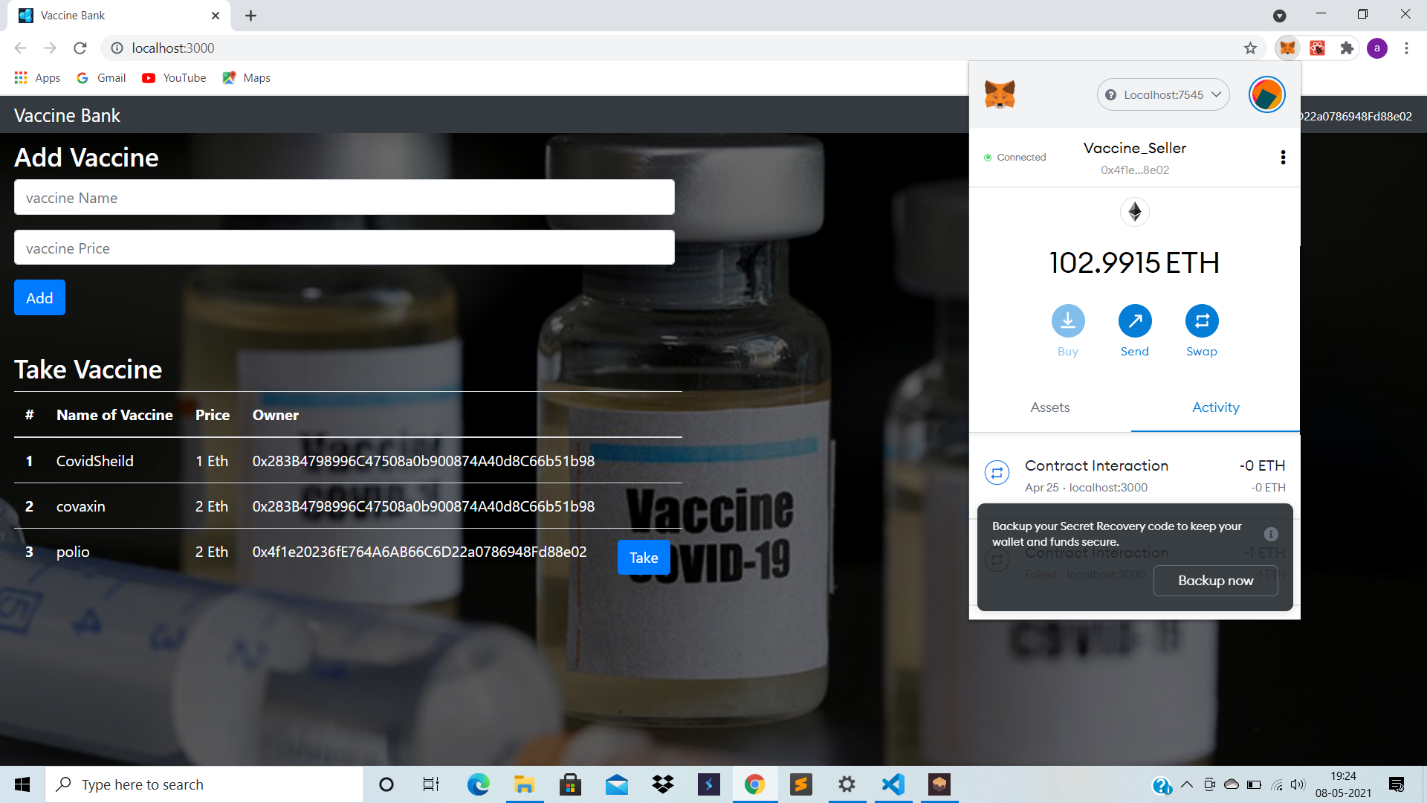 Vaccine Bank
localhost:3000
a
Apps
Gmail
YouTube
Maps
Vaccine Bank
D22a0786948Fd88e02
Add Vaccine
vaccine Name
vaccine Price
Add
Take Vaccine
# Name of Vaccine Price Owner
1 CovidSheild 1 Eth 0x283B4798996C47508a0b900874A40d8C66b51b98
2 covaxin 2 Eth 0x283B4798996C47508a0b900874A40d8C66b51b98
3 polio 2 Eth 0x4f1e20236fE764A6AB66C6D22a0786948Fd88e02 Take
Localhost:7545
Connected
Vaccine_Seller
0x4f1e...8e02
102.9915 ETH
Buy
Send
Swap
Assets
Activity
Contract Interaction -0 ETH
Apr 25 · localhost:3000 -0 ETH
Backup your Secret Recovery code to keep your
wallet and funds secure.
Contract Interaction -1 ETH
Failed · localhost:3000
Backup now
Vaccine
COVID-19
Type here to search
19:24
08-05-2021